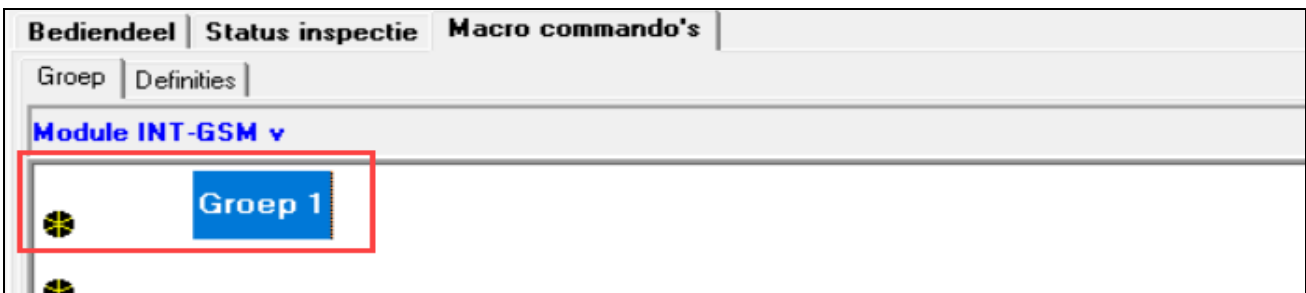 Bediendeel Status inspectie Macro commando's
Groep Definities
Module INT-GSM v
Groep 1